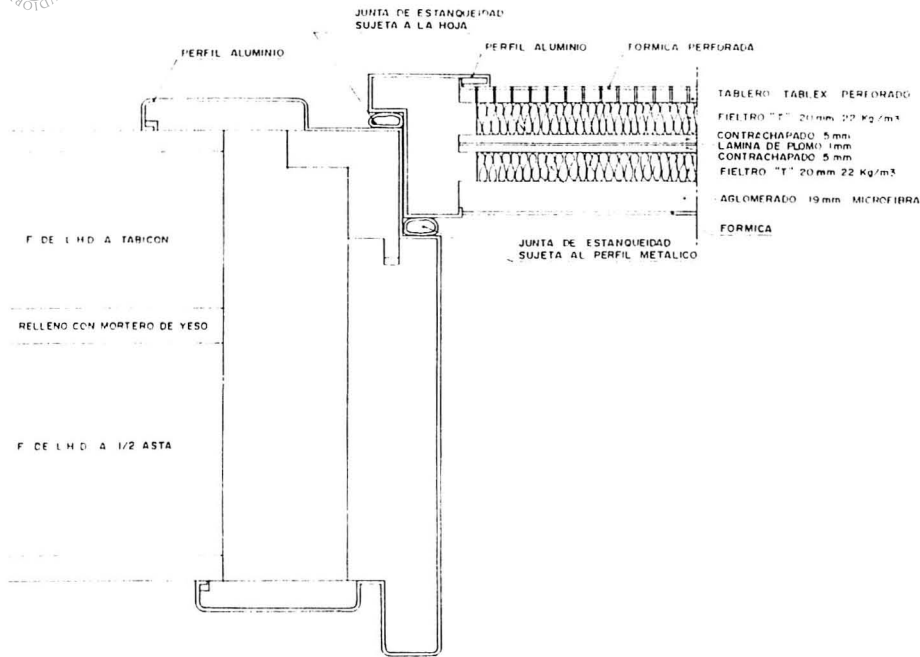 JUNTA DE ESTANQUEIDAD
SUJETA A LA HOJA
PERFIL ALUMINIO
PERFIL ALUMINIO
FORMICA PERFORADA
TABLERO TABLEX PERFORADO
FIELTRO "T" 20 mm 22 Kg/m3
CONTRACHAPADO 5 mm
LAMINA DE PLOMO 1mm
CONTRACHAPADO 5 mm
FIELTRO "T" 20 mm 22 Kg/m3
AGLOMERADO 19 mm MICROFIBRA
FORMICA
JUNTA DE ESTANQUEIDAD
SUJETA AL PERFIL METALICO
F DE L H D A TABICON
RELLENO CON MORTERO DE YESO
F DE L H D A 1/2 ASTA